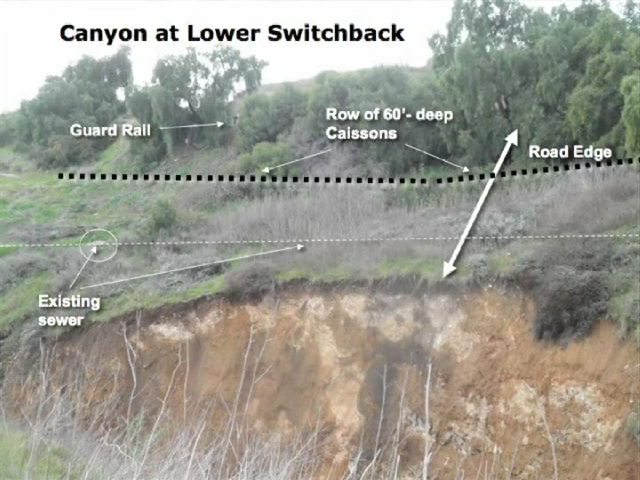 Canyon at Lower Switchback
Guard Rail
Row of 60'- deep
Caissons
Road Edge
Existing
sewer